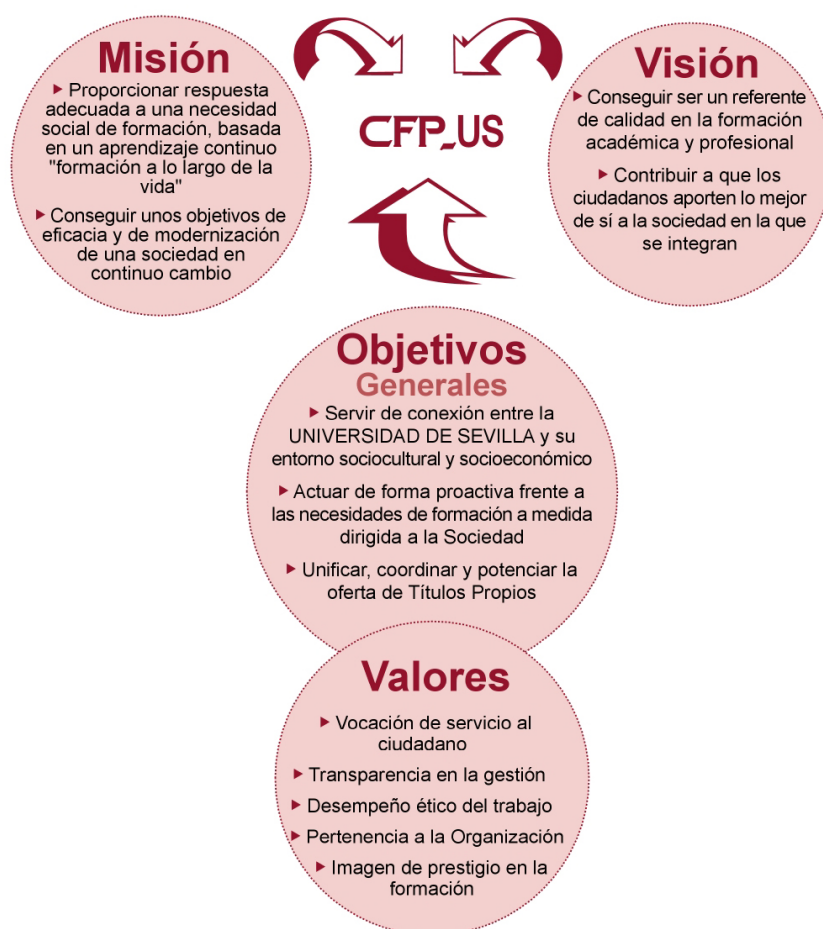 Misión
▶ Proporcionar respuesta
adecuada a una necesidad
social de formación, basada
en un aprendizaje continuo
"formación a lo largo de la
vida"
▶ Conseguir unos objetivos de
eficacia y de modernización
de una sociedad en
continuo cambio
CFP_US
Visión
▶ Conseguir ser un referente
de calidad en la formación
académica y profesional
▶ Contribuir a que los
ciudadanos aporten lo mejor
de sí a la sociedad en la que
se integran
Objetivos
Generales
▶ Servir de conexión entre la
UNIVERSIDAD DE SEVILLA y su
entorno sociocultural y socioeconómico
▶ Actuar de forma proactiva frente a
las necesidades de formación a medida
dirigida a la Sociedad
▶ Unificar, coordinar y potenciar la
oferta de Títulos Propios
Valores
▶ Vocación de servicio al
ciudadano
▶ Transparencia en la gestión
▶ Desempeño ético del trabajo
▶ Pertenencia a la Organización
▶ Imagen de prestigio en la
formación